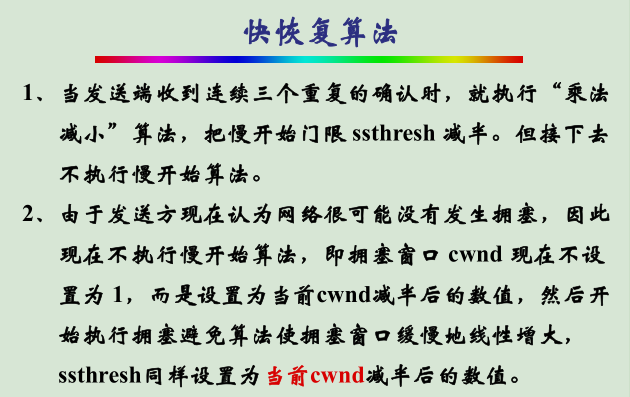 快恢复算法
1、当发送端收到连续三个重复的确认时，就执行“乘法
减小”算法，把慢开始门限 ssthresh 减半。但接下去
不执行慢开始算法。
2、由于发送方现在认为网络很可能没有发生拥塞，因此
现在不执行慢开始算法，即拥塞窗口 cwnd 现在不设
置为 1，而是设置为当前cwnd减半后的数值，然后开
始执行拥塞避免算法使拥塞窗口缓慢地线性增大，
ssthresh同样设置为当前cwnd减半后的数值。